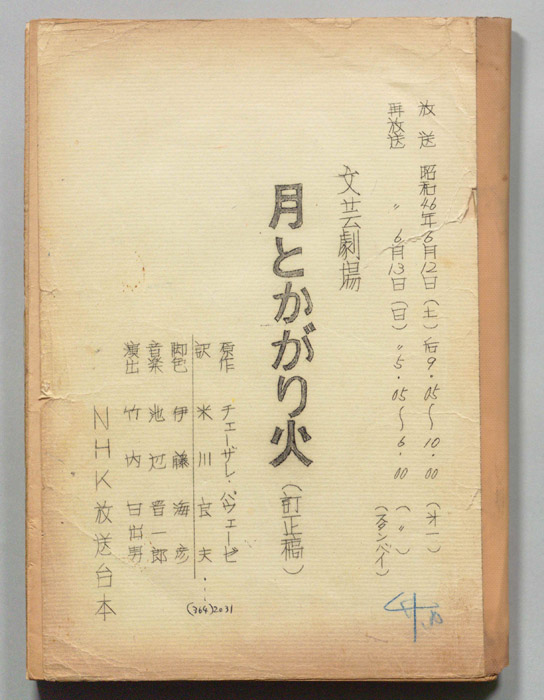 放送 昭和46年6月12日(土)后9.05〜10.00 (オー)
再放送 〃 6月13日(日)〃5.05〜6.00 (〃)
(スタンバイ)
文芸劇場
月とかがり火(訂正稿)
原作 チェーザレ・パヴェーゼ
訳 米川良夫……(364)2031
脚色 伊藤海彦
音楽 池辺晋一郎
演出 竹内日出男
NHK放送台本